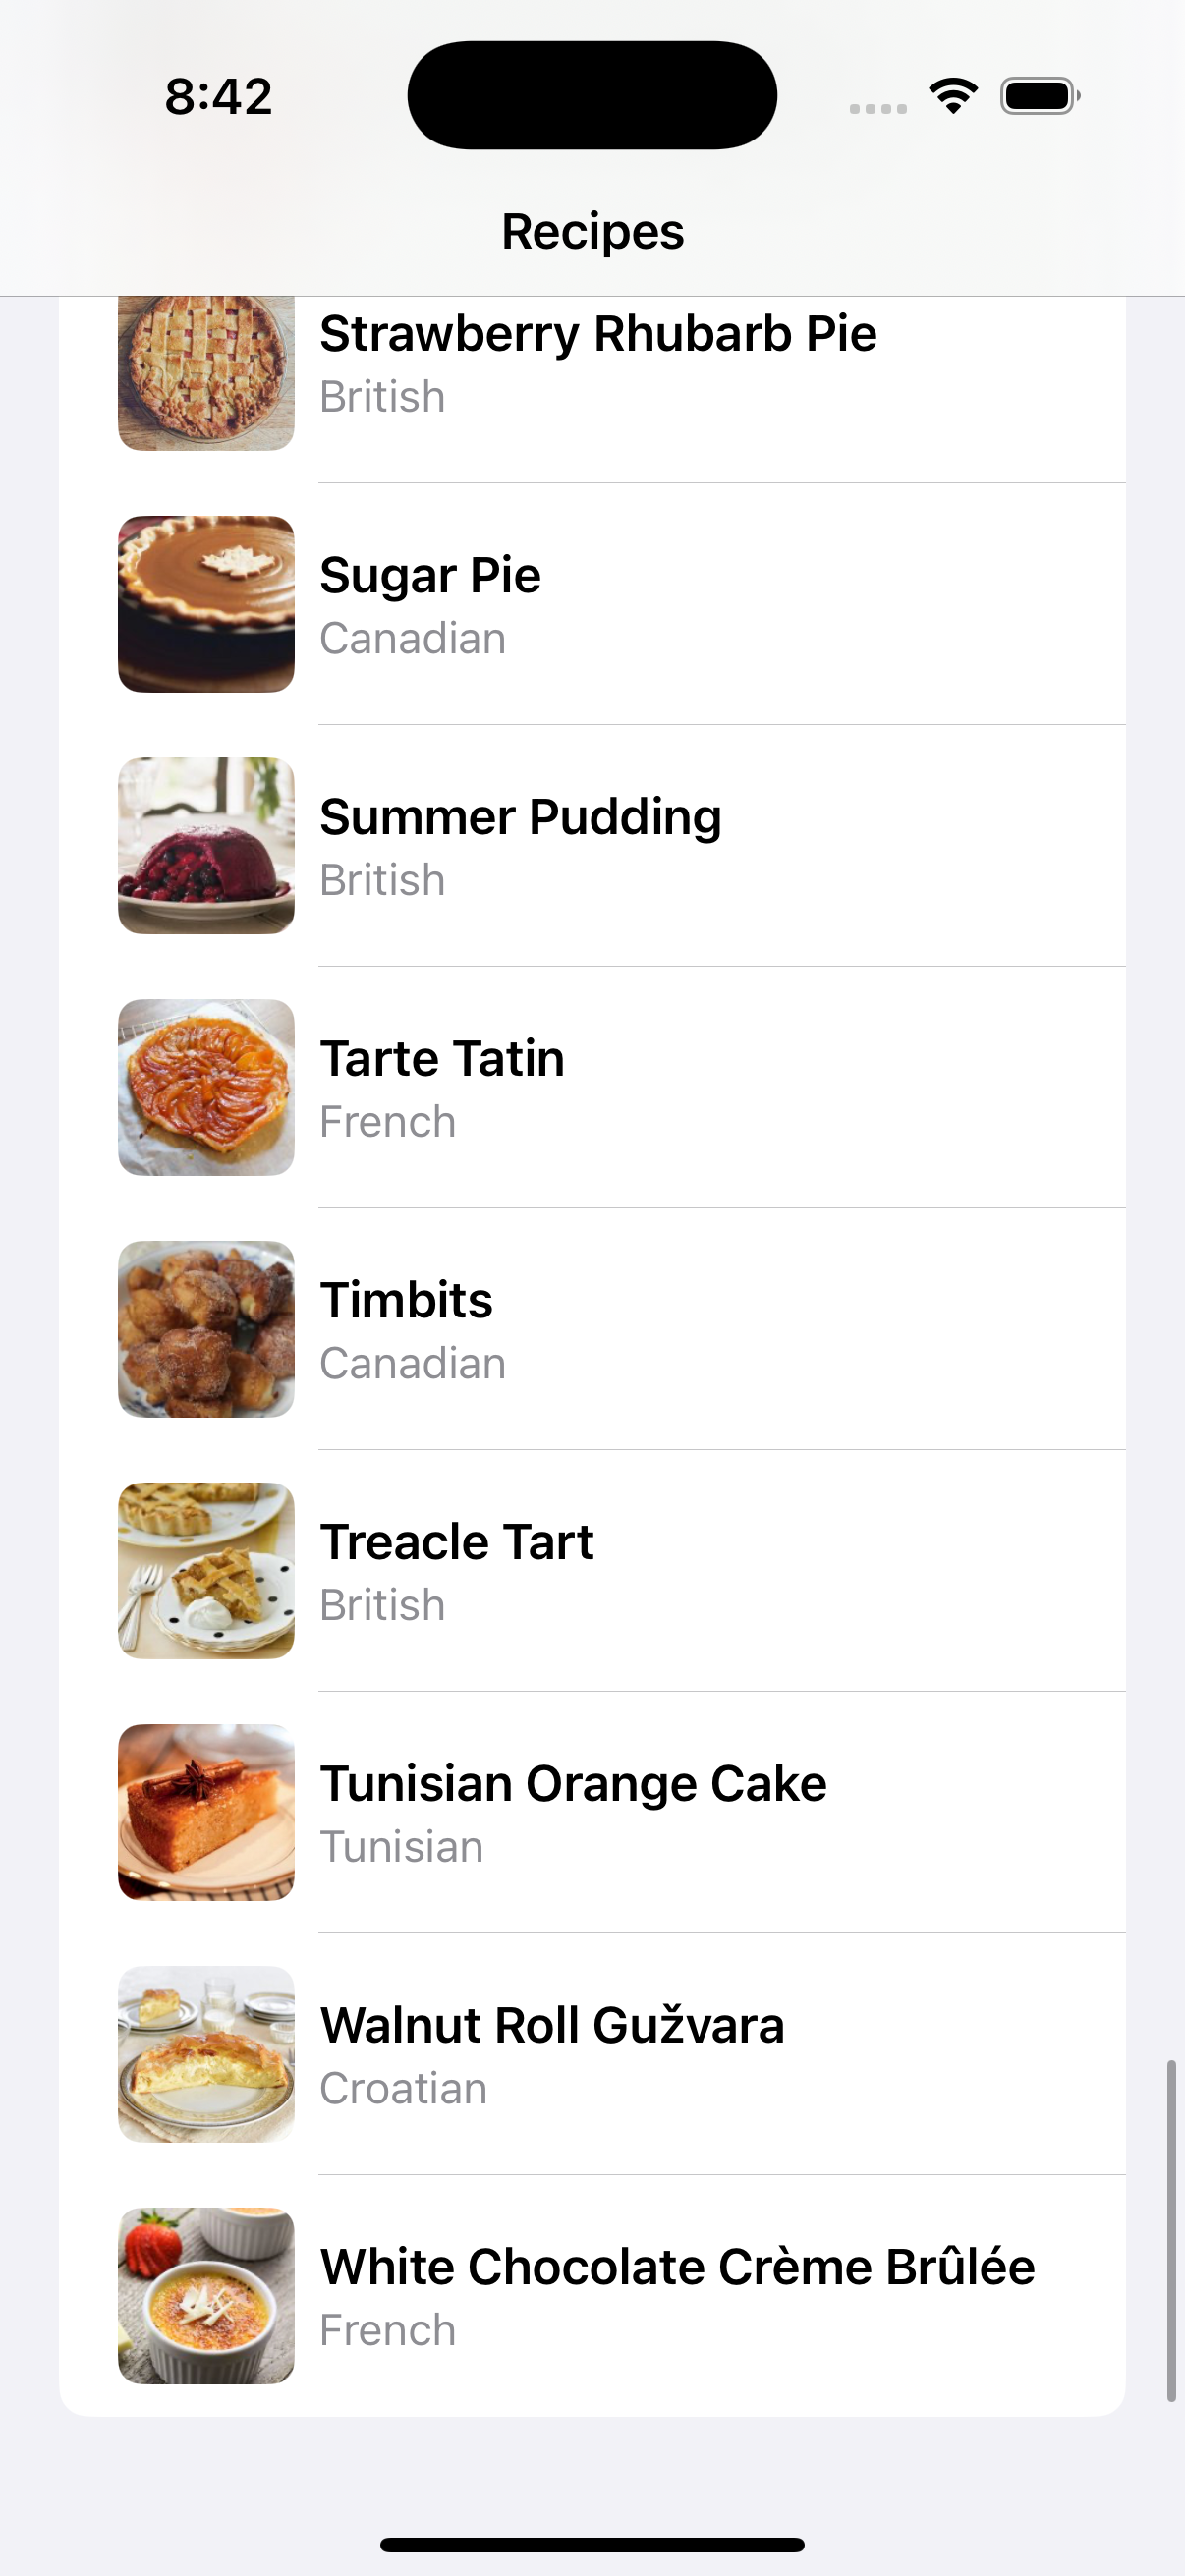 8:42
Recipes
Strawberry Rhubarb Pie
British
Sugar Pie
Canadian
Summer Pudding
British
Tarte Tatin
French
Timbits
Canadian
Treacle Tart
British
Tunisian Orange Cake
Tunisian
Walnut Roll Gužvara
Croatian
White Chocolate Crème Brûlée
French